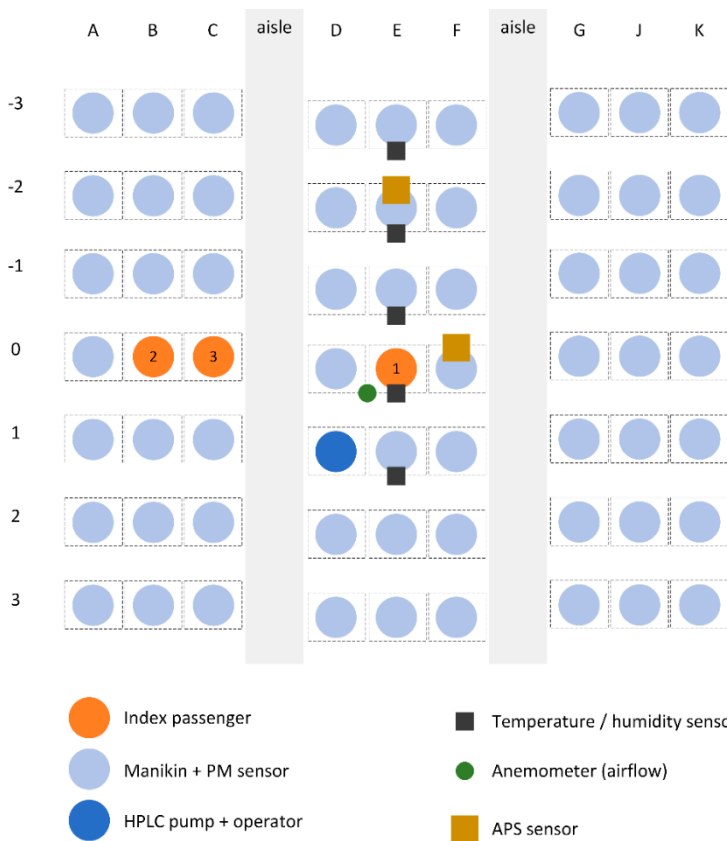 A B C aisle D E F aisle G J K
-3
-2
-1
0 2 3 1
1
2
3
Index passenger
Temperature / humidity senso
Manikin + PM sensor
Anemometer (airflow)
HPLC pump + operator
APS sensor